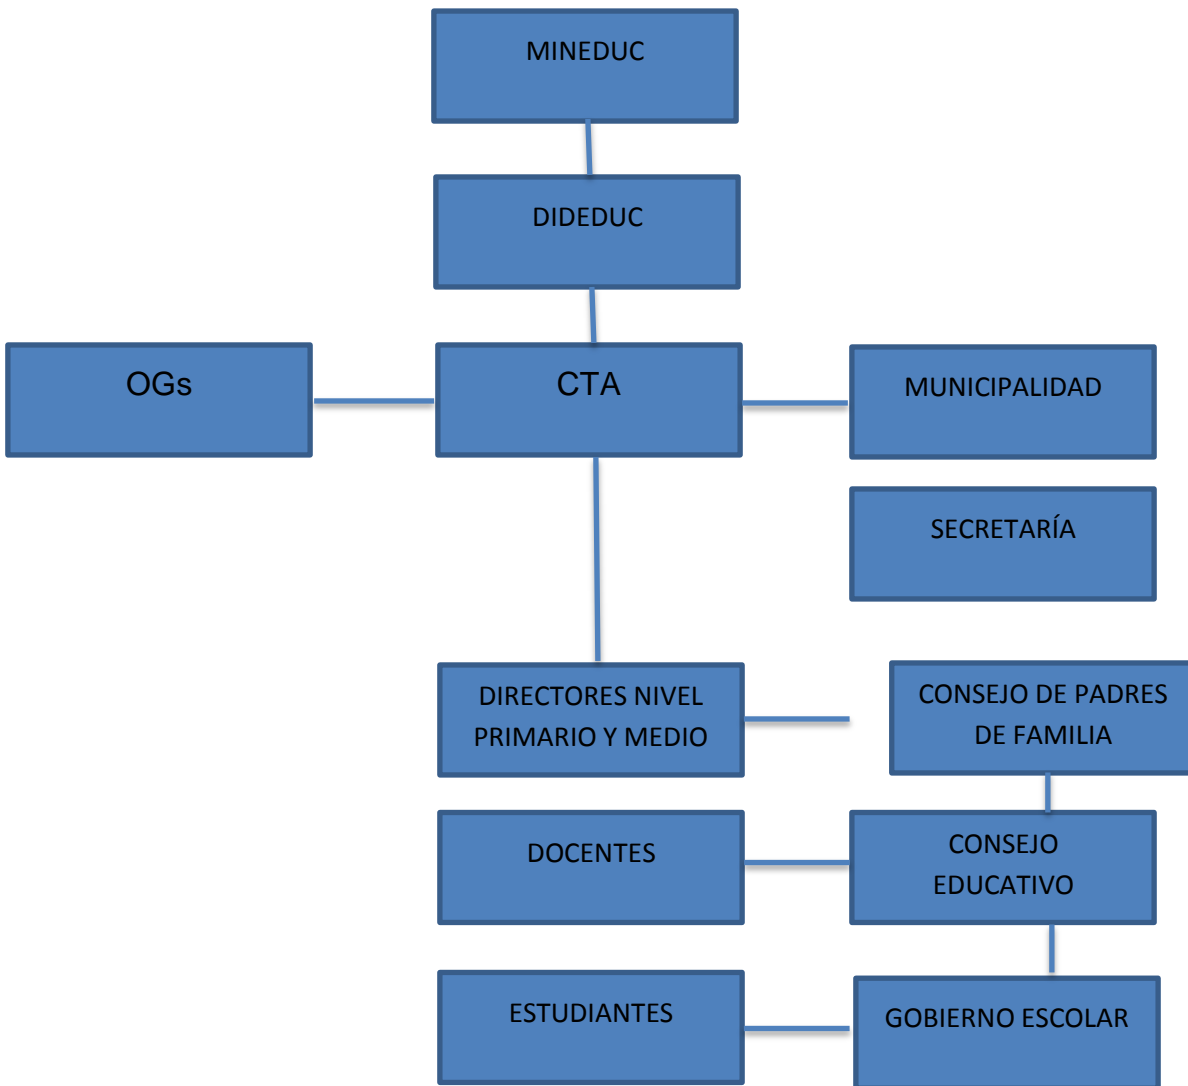 MINEDUC
DIDEDUC
OGs
CTA
MUNICIPALIDAD
SECRETARÍA
DIRECTORES NIVEL
PRIMARIO Y MEDIO
CONSEJO DE PADRES
DE FAMILIA
DOCENTES
CONSEJO
EDUCATIVO
ESTUDIANTES
GOBIERNO ESCOLAR